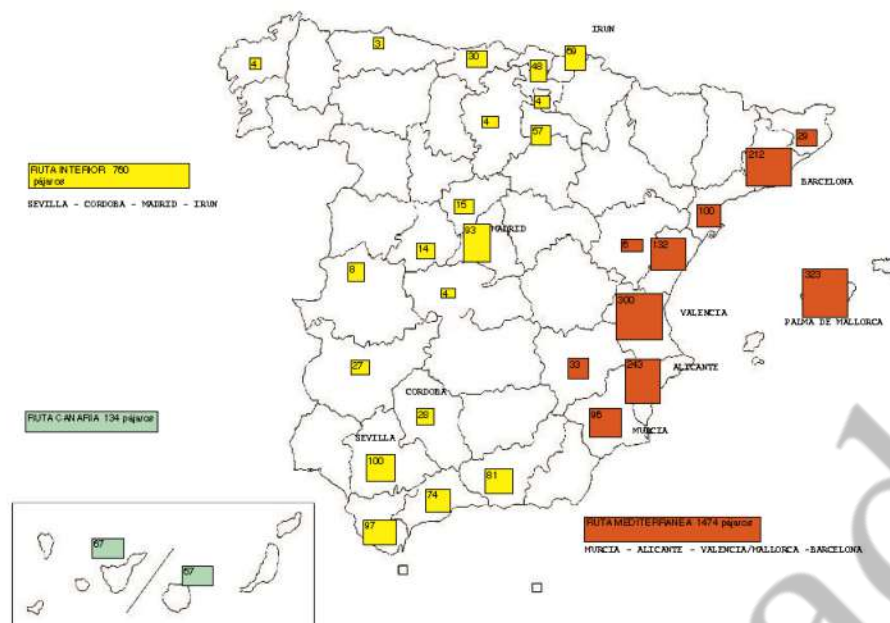 IRUN
3
30
59
4
48
4
4
57
29
RUTA INTERIOR 760
pájaros
212
BARCELONA
SEVILLA - CORDOBA - MADRID - IRUN
15
100
93
MADRID
14
6
132
8
323
4
300
VALENCIA
PALMA DE MALLORCA
27
33
243
ALICANTE
CORDOBA
28
95
RUTA CANARIA 134 pájaros
MURCIA
SEVILLA
100
81
74
97
RUTA MEDITERRANEA 1474 pájaros
MURCIA - ALICANTE - VALENCIA/MALLORCA -BARCELONA
67
67